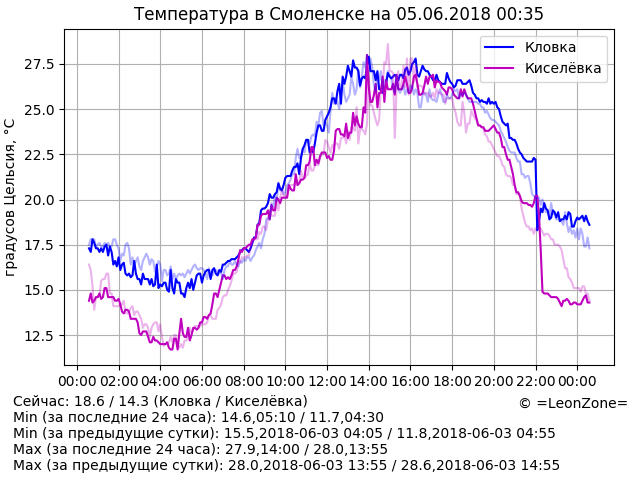 Температура в Смоленске на 05.06.2018 00:35
градусов Цельсия, °C
27.5
25.0
22.5
20.0
17.5
15.0
12.5
Кловка
Киселёвка
00:00 02:00 04:00 06:00 08:00 10:00 12:00 14:00 16:00 18:00 20:00 22:00 00:00
Сейчас: 18.6 / 14.3 (Кловка / Киселёвка)
© =LeonZone=
Min (за последние 24 часа): 14.6,05:10 / 11.7,04:30
Min (за предыдущие сутки): 15.5,2018-06-03 04:05 / 11.8,2018-06-03 04:55
Max (за последние 24 часа): 27.9,14:00 / 28.0,13:55
Max (за предыдущие сутки): 28.0,2018-06-03 13:55 / 28.6,2018-06-03 14:55